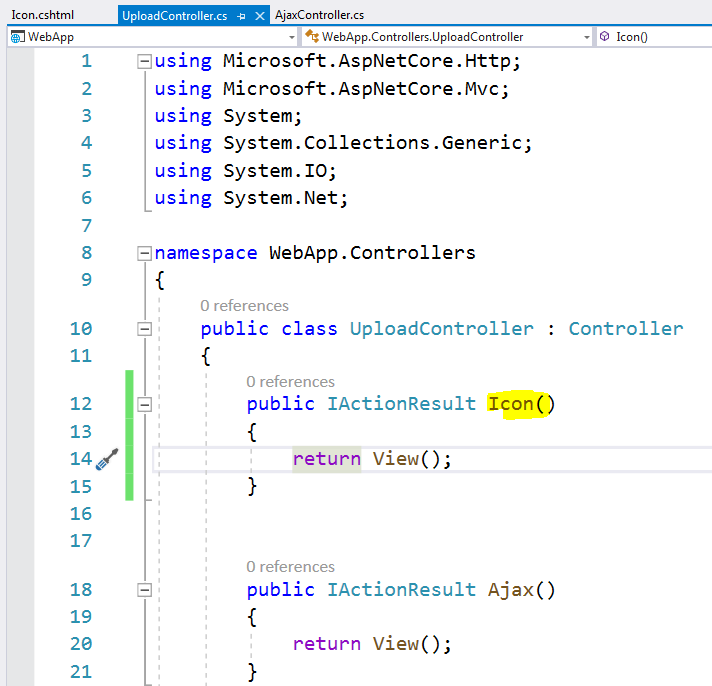 Icon.cshtml UploadController.cs AjaxController.cs
WebApp WebApp.Controllers.UploadController Icon()
1 using Microsoft.AspNetCore.Http;
2 using Microsoft.AspNetCore.Mvc;
3 using System;
4 using System.Collections.Generic;
5 using System.IO;
6 using System.Net;
7
8 namespace WebApp.Controllers
9 {
0 references
10 public class UploadController : Controller
11 {
0 references
12 public IActionResult Icon()
13 {
14 return View();
15 }
16
17
0 references
18 public IActionResult Ajax()
19 {
20 return View();
21 }